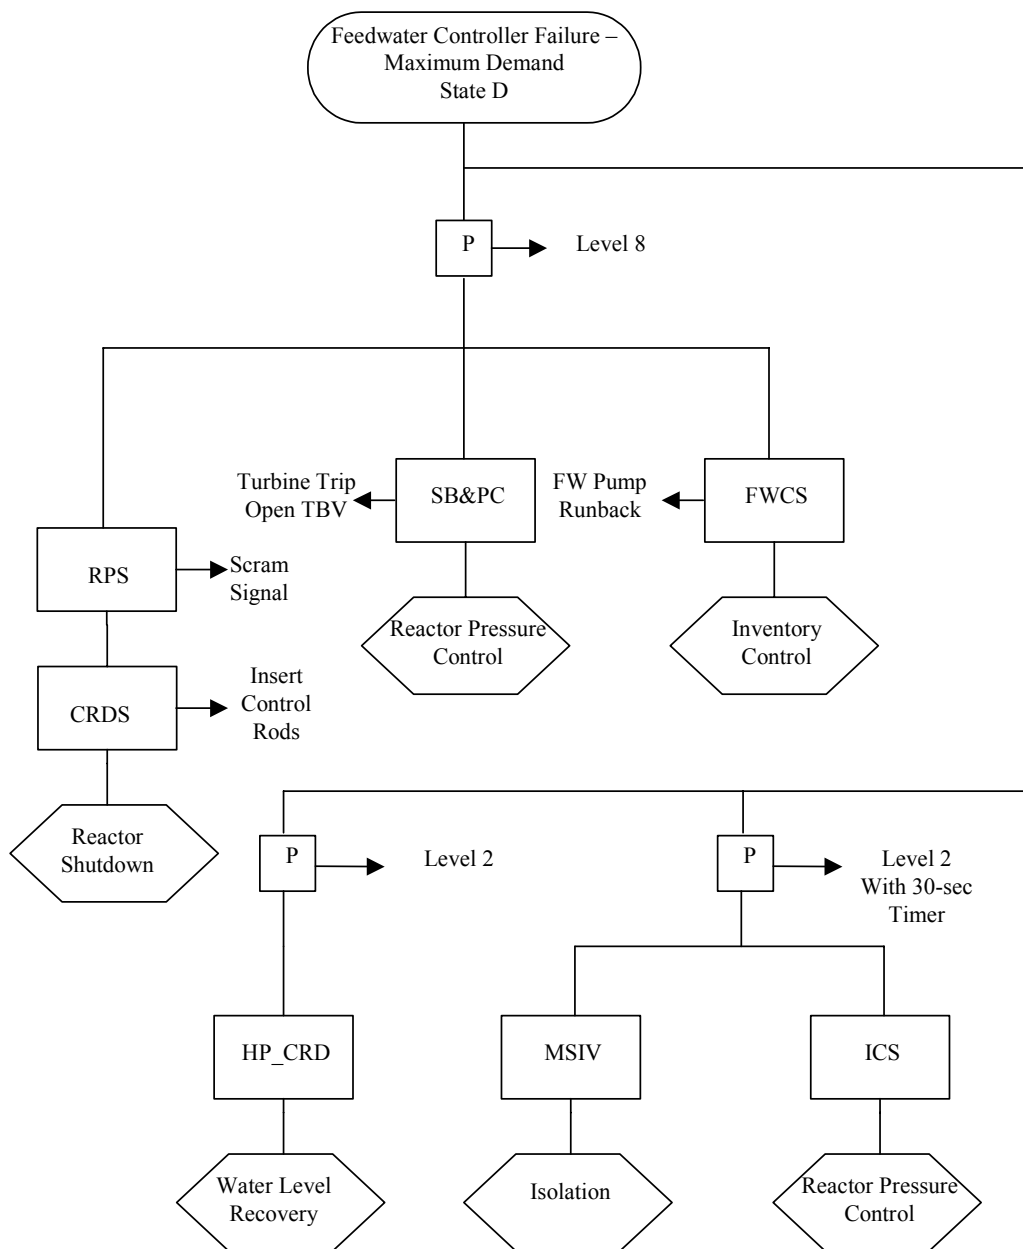 Feedwater Controller Failure –
Maximum Demand
State D
P
Level 8
Turbine Trip
Open TBV
SB&PC
FW Pump
Runback
FWCS
RPS
Scram
Signal
Reactor Pressure
Control
Inventory
Control
CRDS
Insert
Control
Rods
Reactor
Shutdown
P
Level 2
P
Level 2
With 30-sec
Timer
HP_CRD
MSIV
ICS
Water Level
Recovery
Isolation
Reactor Pressure
Control